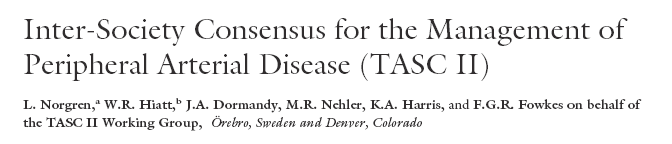 Inter-Society Consensus for the Management of
Peripheral Arterial Disease (TASC II)
L. Norgren,ᵃ W.R. Hiatt,ᵇ J.A. Dormandy, M.R. Nehler, K.A. Harris, and F.G.R. Fowkes on behalf of
the TASC II Working Group, Örebro, Sweden and Denver, Colorado